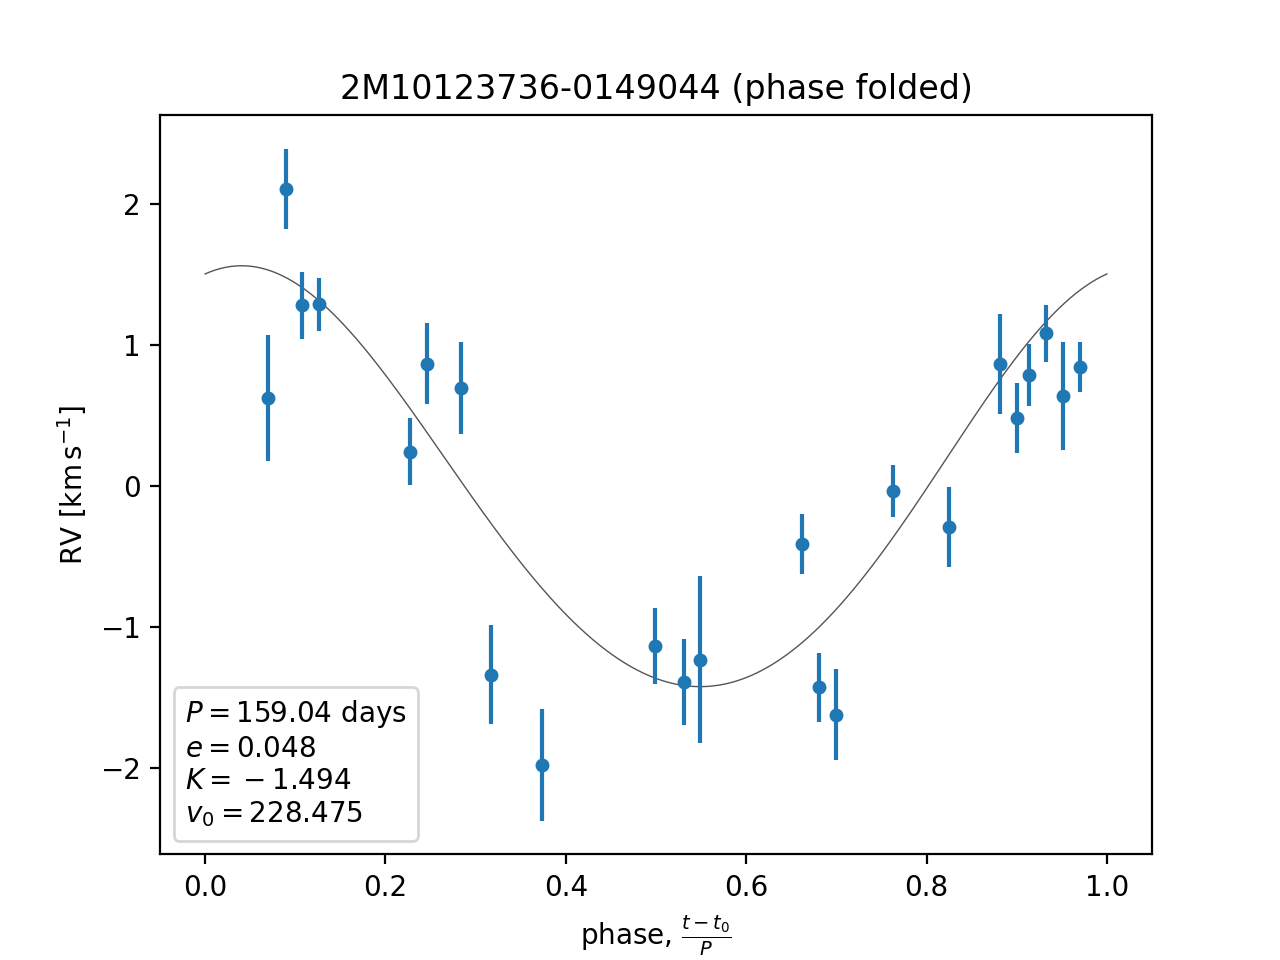 2M10123736-0149044 (phase folded)
RV [km s⁻¹]
2
1
0
−1
−2
P = 159.04 days
e = 0.048
K = −1.494
v₀ = 228.475
0.0 0.2 0.4 0.6 0.8 1.0
phase, (t − t₀)/P